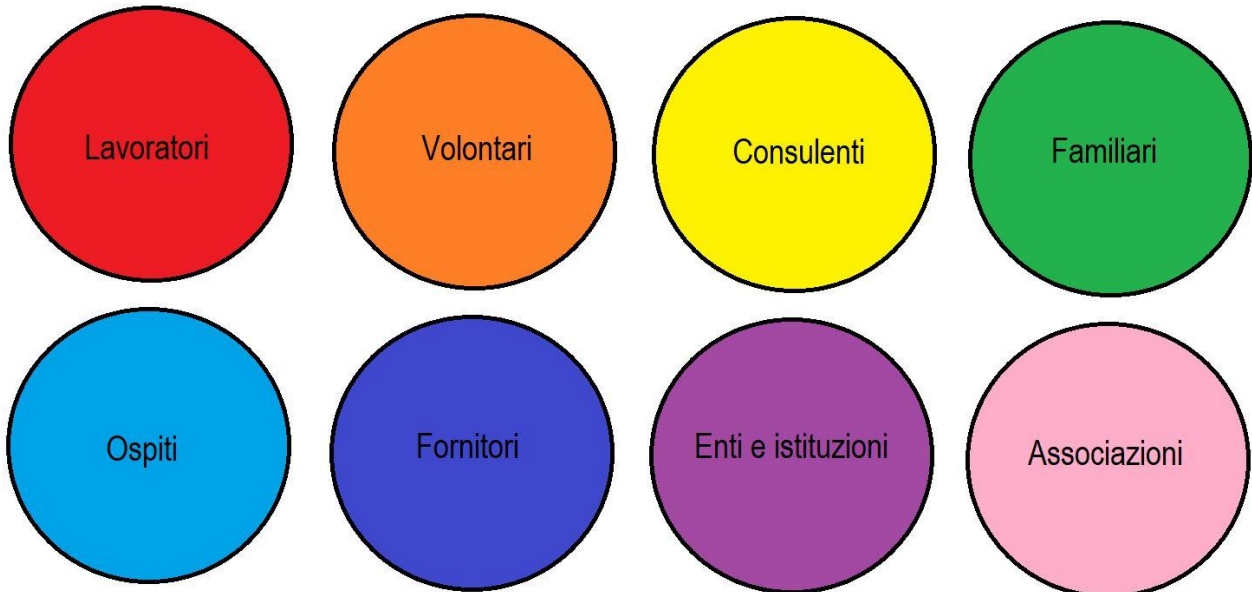 Lavoratori
Volontari
Consulenti
Familiari
Ospiti
Fornitori
Enti e istituzioni
Associazioni